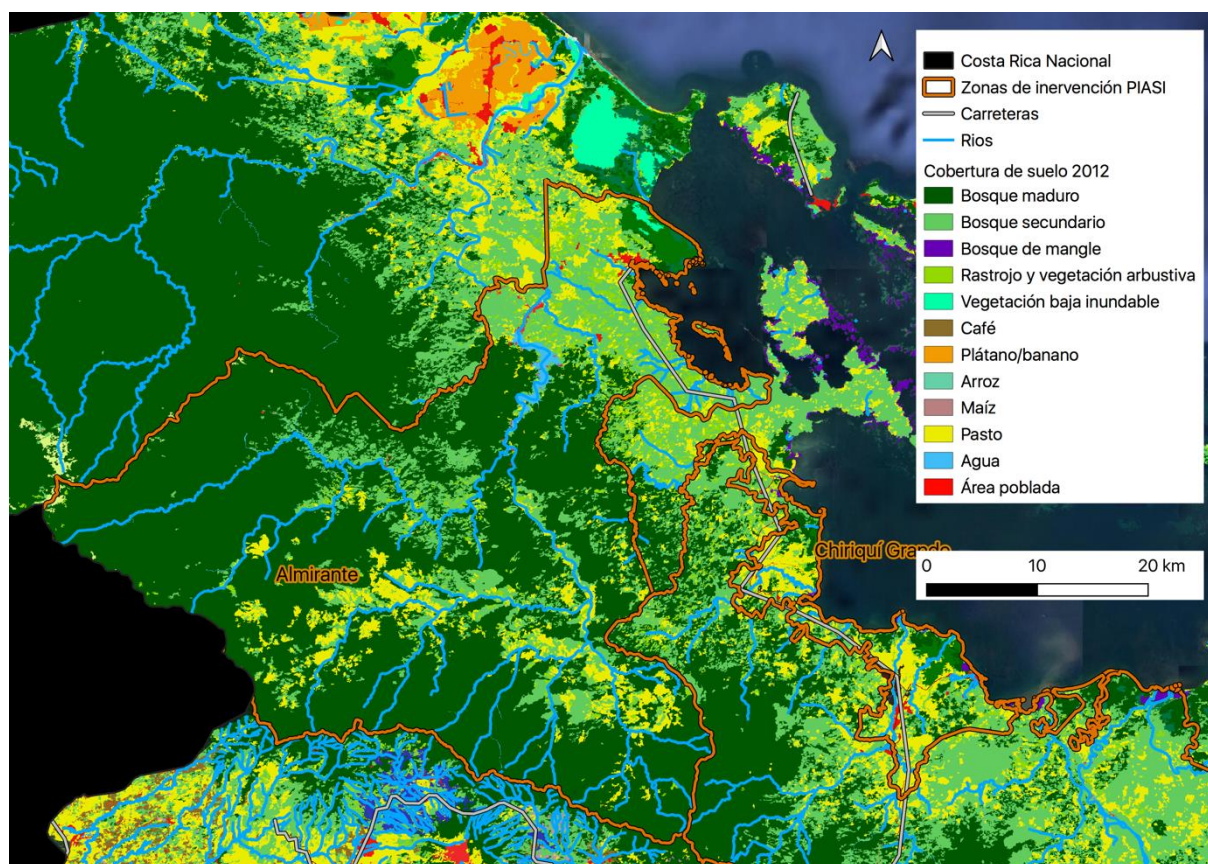 Costa Rica Nacional
Zonas de inervención PIASI
Carreteras
Rios
Cobertura de suelo 2012
Bosque maduro
Bosque secundario
Bosque de mangle
Rastrojo y vegetación arbustiva
Vegetación baja inundable
Café
Plátano/banano
Arroz
Maíz
Pasto
Agua
Área poblada
Chiriquí Grande
0 10 20 km
Almirante